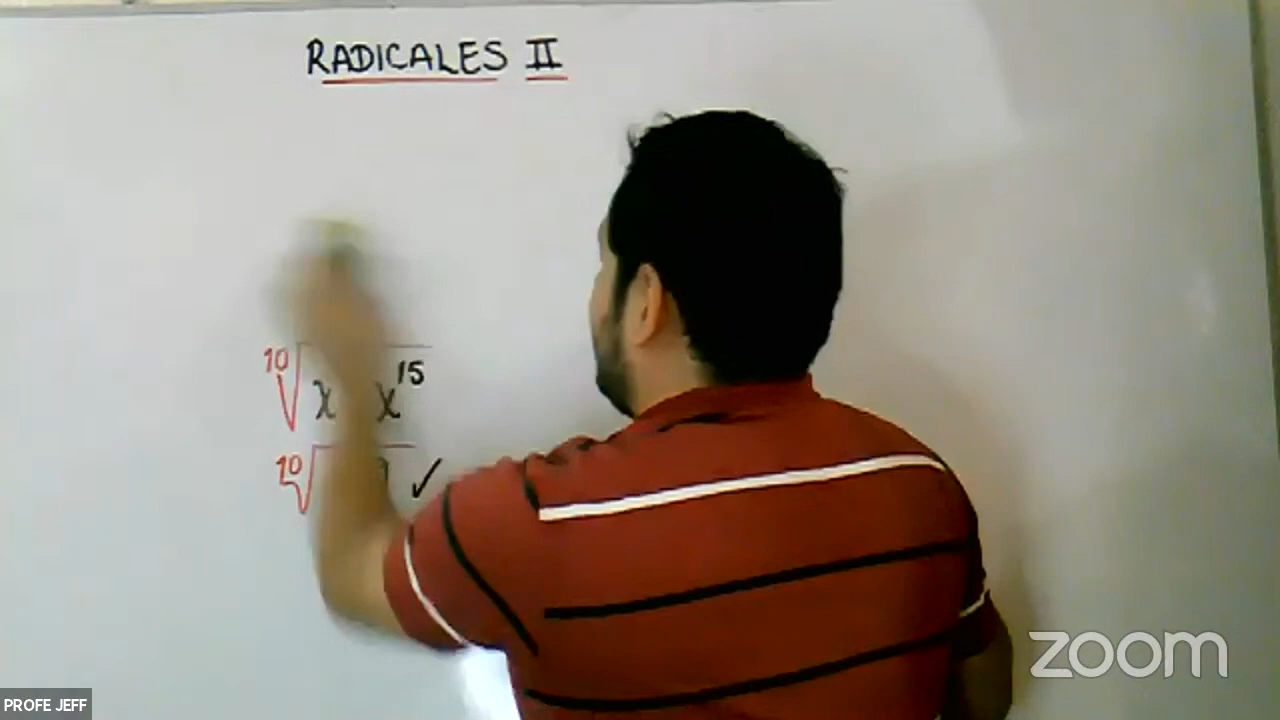 RADICALES II
10√x x¹⁵
10√ ✓
zoom
PROFE JEFF